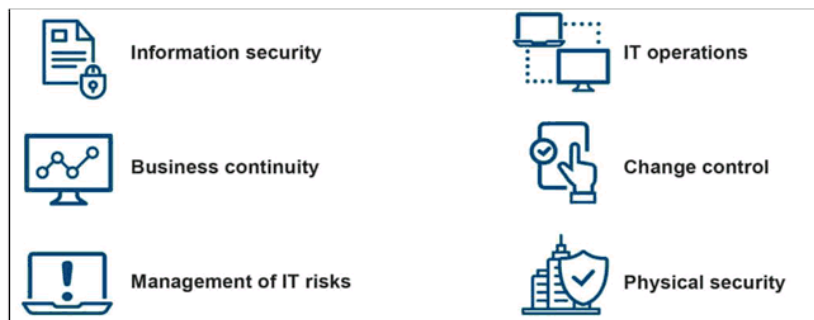 Information security
IT operations
Business continuity
Change control
Management of IT risks
Physical security